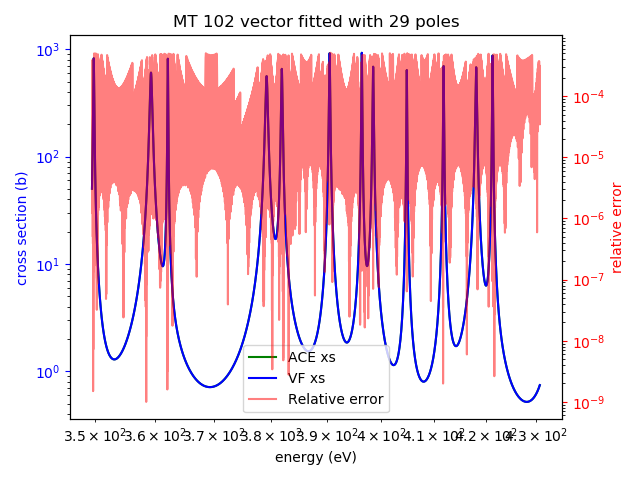 MT 102 vector fitted with 29 poles
cross section (b)
10³
10²
10¹
10⁰
10⁻⁴
10⁻⁵
10⁻⁶
10⁻⁷
10⁻⁸
10⁻⁹
relative error
ACE xs
VF xs
Relative error
3.5 × 10² 3.6 × 10² 3.7 × 10² 3.8 × 10² 3.9 × 10² 4 × 10² 4.1 × 10² 4.2 × 10² 4.3 × 10²
energy (eV)